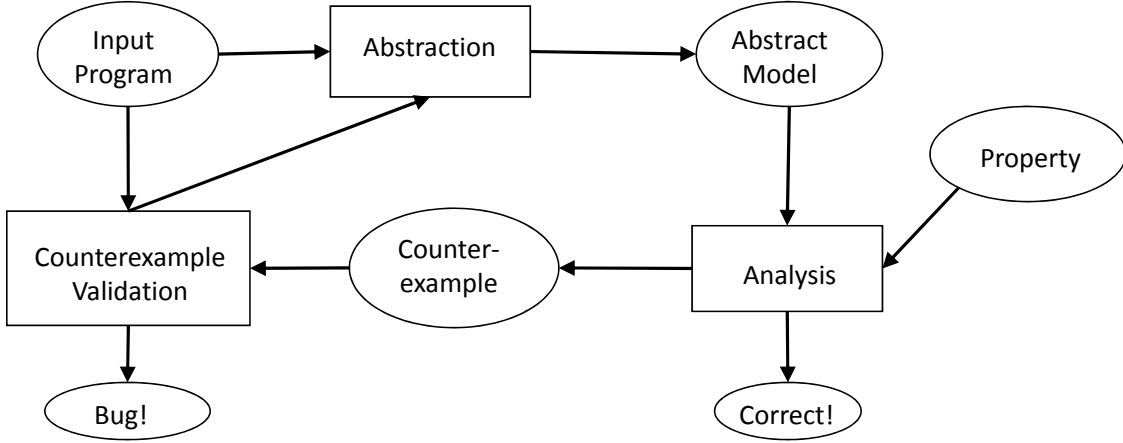 Input
Program
Abstraction
Abstract
Model
Property
Counterexample
Validation
Counter-
example
Analysis
Bug!
Correct!